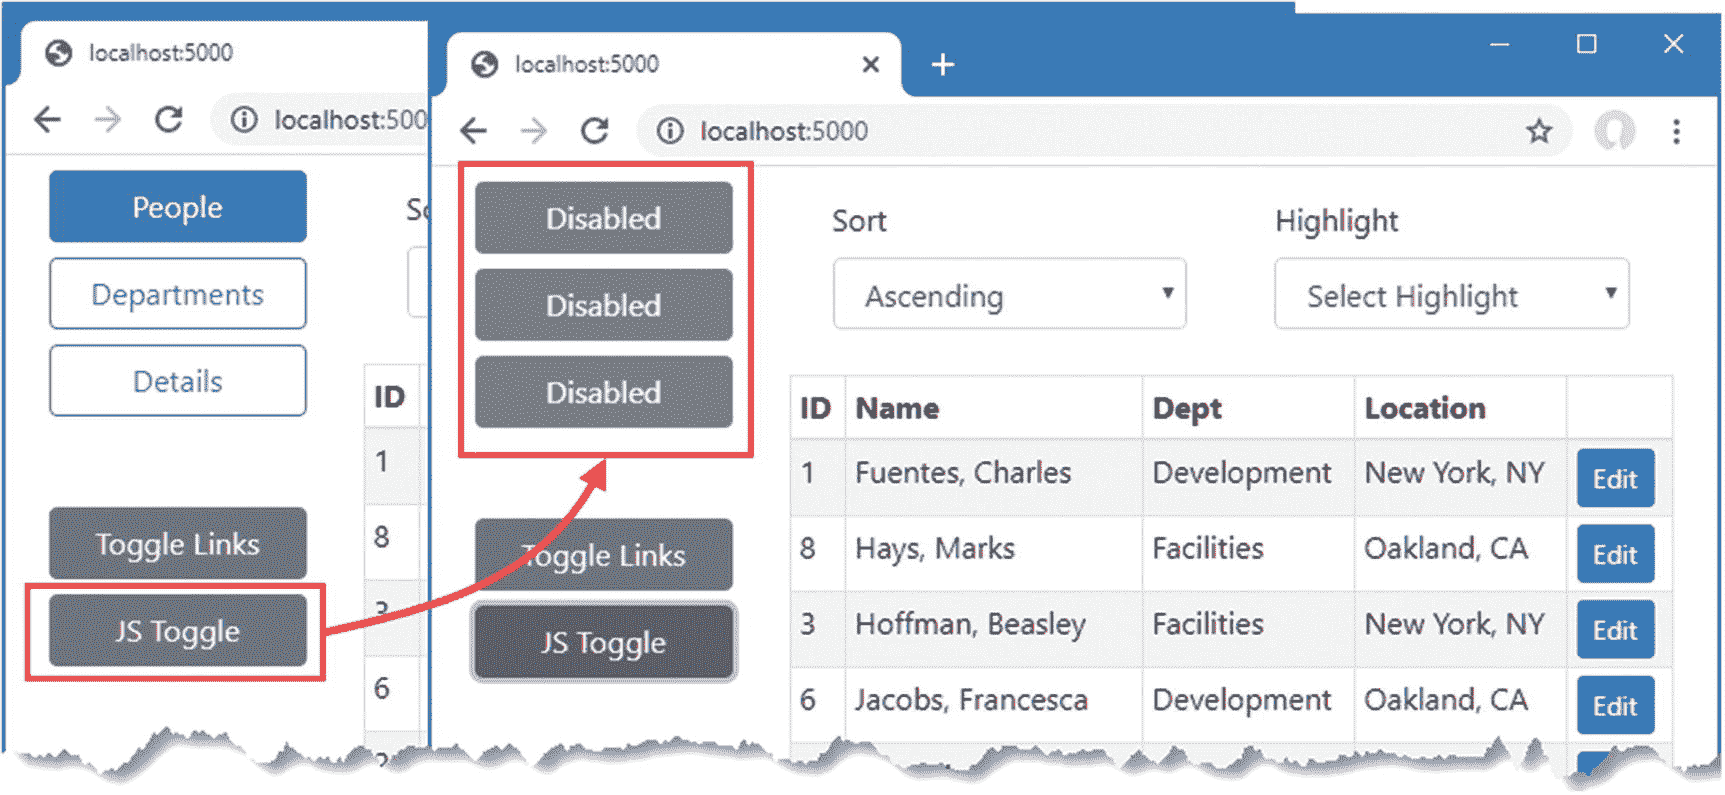 localhost:5000
localhost:500
People
Departments
Details
Toggle Links
JS Toggle
ID
1
8
3
6
localhost:5000
localhost:5000
Disabled
Disabled
Disabled
Toggle Links
JS Toggle
Sort
Highlight
Ascending
Select Highlight
ID Name Dept Location
1 Fuentes, Charles Development New York, NY Edit
8 Hays, Marks Facilities Oakland, CA Edit
3 Hoffman, Beasley Facilities New York, NY Edit
6 Jacobs, Francesca Development Oakland, CA Edit